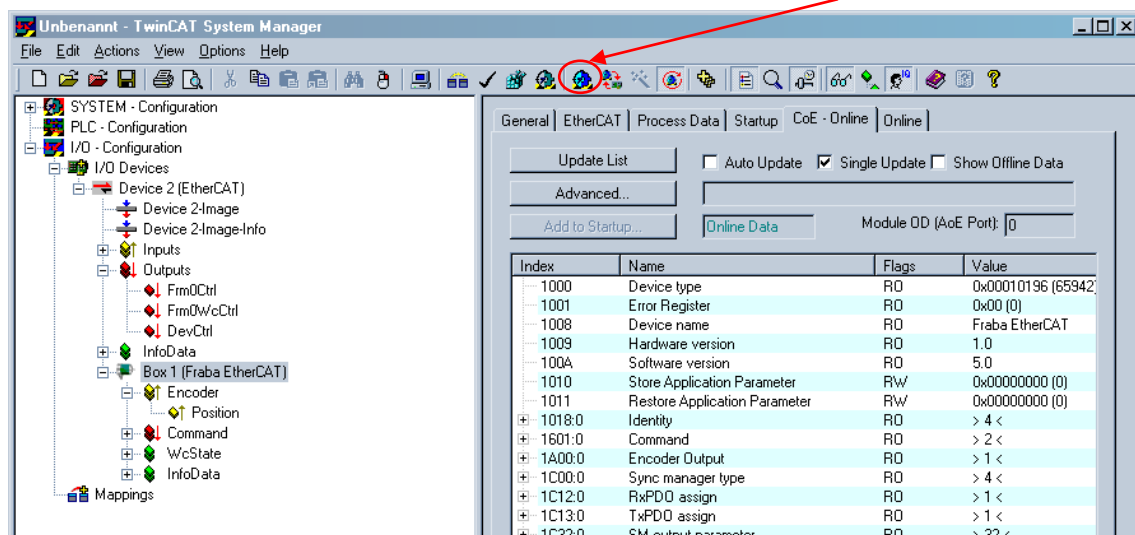 Unbenannt - TwinCAT System Manager
File Edit Actions View Options Help
SYSTEM - Configuration
PLC - Configuration
I/O - Configuration
I/O Devices
Device 2 (EtherCAT)
Device 2-Image
Device 2-Image-Info
Inputs
Outputs
Frm0Ctrl
Frm0WcCtrl
DevCtrl
InfoData
Box 1 (Fraba EtherCAT)
Encoder
Position
Command
WcState
InfoData
Mappings
General EtherCAT Process Data Startup CoE - Online Online
Update List Auto Update Single Update Show Offline Data
Advanced...
Add to Startup... Online Data Module OD (AoE Port): 0
Index Name Flags Value
1000 Device type RO 0x00010196 (65942)
1001 Error Register RO 0x00 (0)
1008 Device name RO Fraba EtherCAT
1009 Hardware version RO 1.0
100A Software version RO 5.0
1010 Store Application Parameter RW 0x00000000 (0)
1011 Restore Application Parameter RW 0x00000000 (0)
1018:0 Identity RO > 4 <
1601:0 Command RO > 2 <
1A00:0 Encoder Output RO > 1 <
1C00:0 Sync manager type RO > 4 <
1C12:0 RxPDO assign RO > 1 <
1C13:0 TxPDO assign RO > 1 <
1C32:0 SM output parameter RO > 32 <